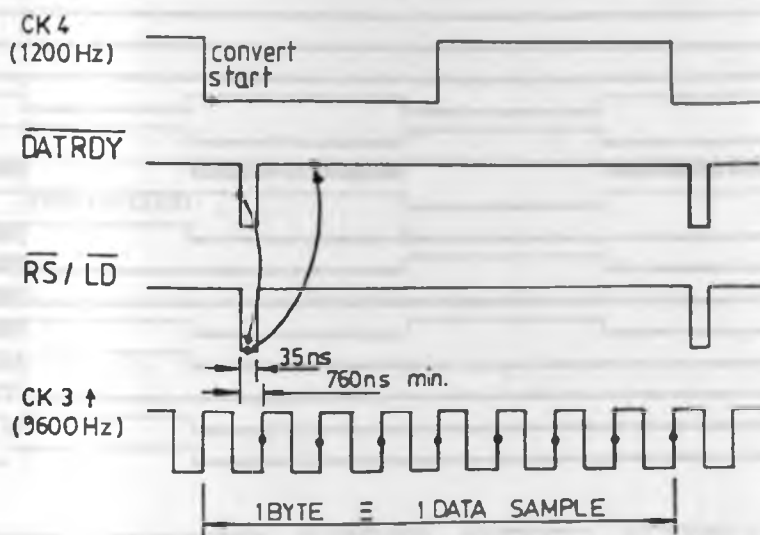 CK 4
(1200 Hz)
convert
start
DATRDY
RS / LD
35ns
760ns min.
CK 3 ↑
(9600 Hz)
1 BYTE ≡ 1 DATA SAMPLE